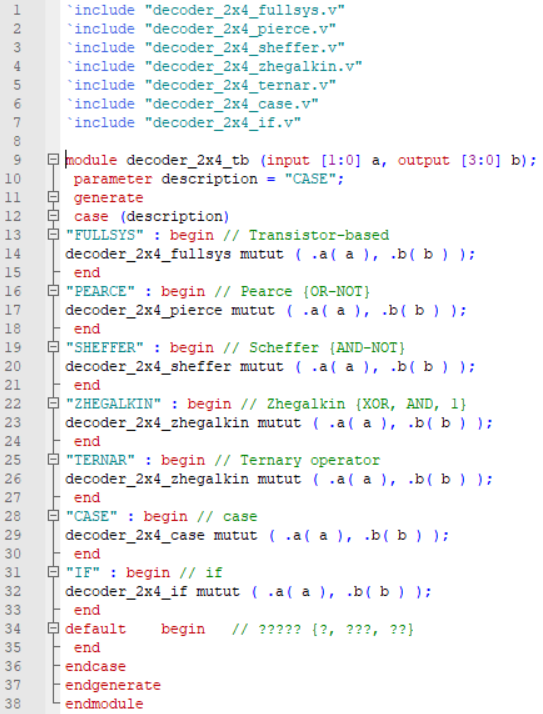 1 `include "decoder_2x4_fullsys.v"
2 `include "decoder_2x4_pierce.v"
3 `include "decoder_2x4_sheffer.v"
4 `include "decoder_2x4_zhegalkin.v"
5 `include "decoder_2x4_ternar.v"
6 `include "decoder_2x4_case.v"
7 `include "decoder_2x4_if.v"
8
9 module decoder_2x4_tb (input [1:0] a, output [3:0] b);
10 parameter description = "CASE";
11 generate
12 case (description)
13 "FULLSYS" : begin // Transistor-based
14 decoder_2x4_fullsys mutut ( .a( a ), .b( b ) );
15 end
16 "PEARCE" : begin // Pearce {OR-NOT}
17 decoder_2x4_pierce mutut ( .a( a ), .b( b ) );
18 end
19 "SHEFFER" : begin // Scheffer {AND-NOT}
20 decoder_2x4_sheffer mutut ( .a( a ), .b( b ) );
21 end
22 "ZHEGALKIN" : begin // Zhegalkin {XOR, AND, 1}
23 decoder_2x4_zhegalkin mutut ( .a( a ), .b( b ) );
24 end
25 "TERNAR" : begin // Ternary operator
26 decoder_2x4_zhegalkin mutut ( .a( a ), .b( b ) );
27 end
28 "CASE" : begin // case
29 decoder_2x4_case mutut ( .a( a ), .b( b ) );
30 end
31 "IF" : begin // if
32 decoder_2x4_if mutut ( .a( a ), .b( b ) );
33 end
34 default begin // ????? {?, ???, ??}
35 end
36 endcase
37 endgenerate
38 endmodule